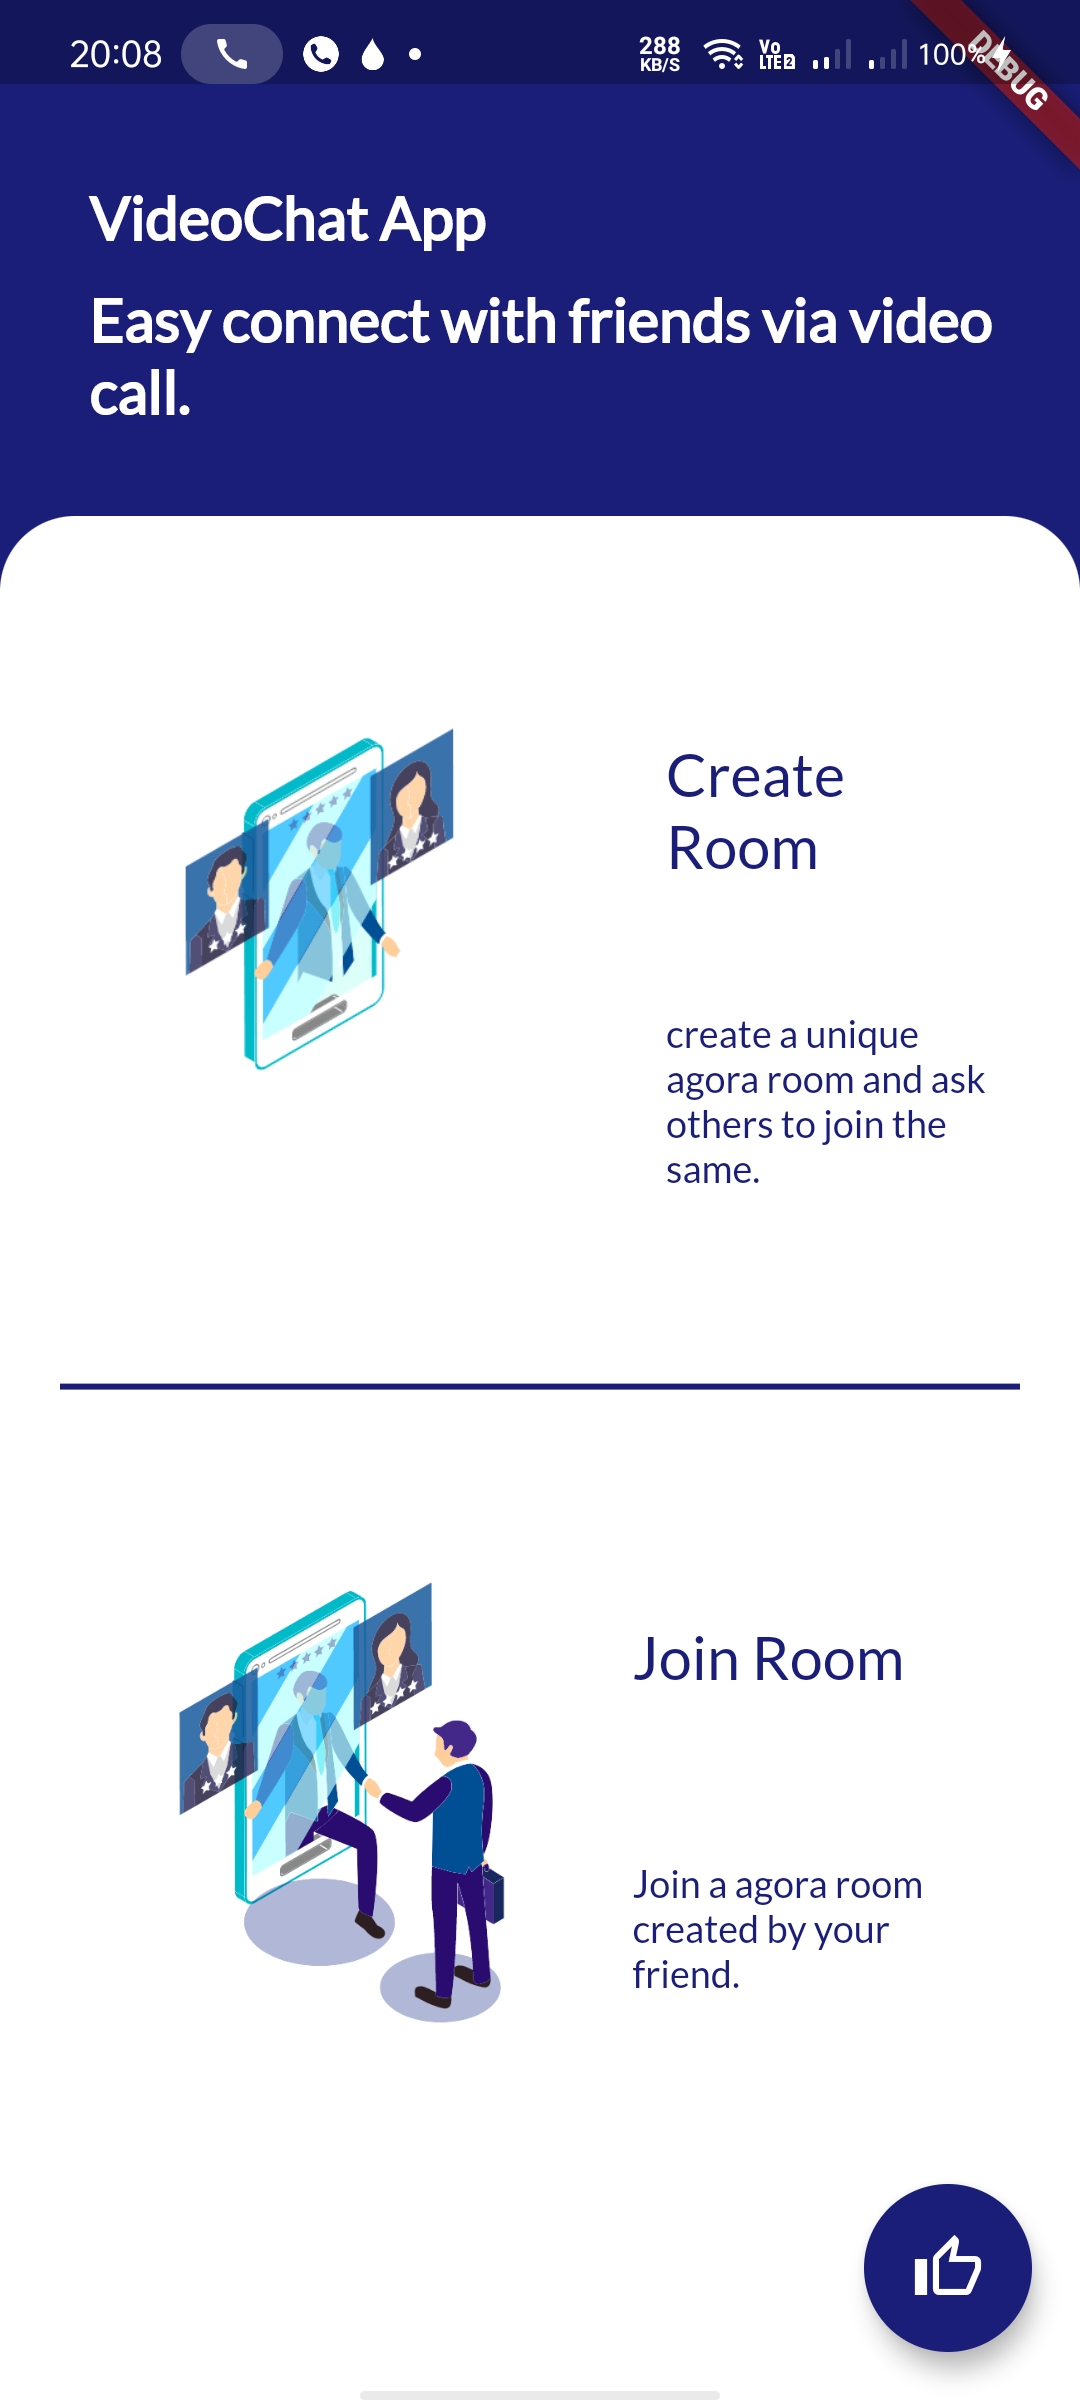 20:08
288 KB/S
Vo LTE 2
100%
DEBUG
VideoChat App
Easy connect with friends via video
call.
Create
Room
create a unique
agora room and ask
others to join the
same.
Join Room
Join a agora room
created by your
friend.